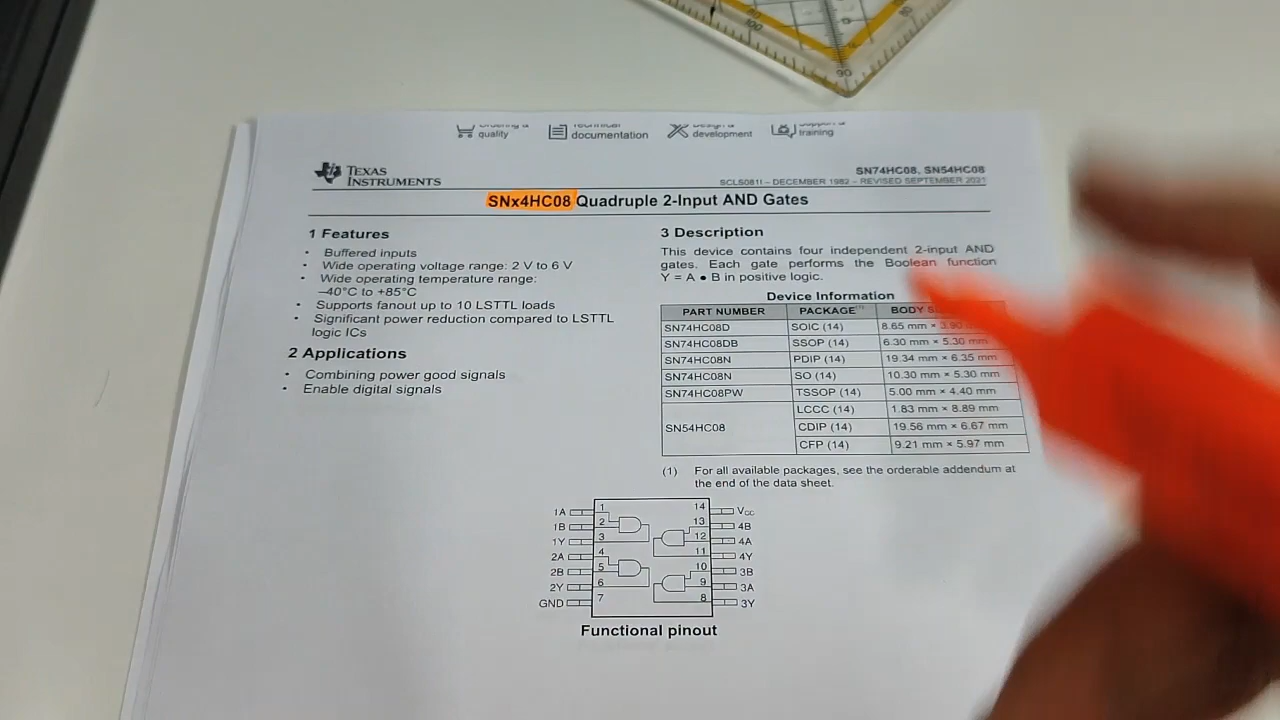 quality
documentation
development
training
TEXAS
INSTRUMENTS
SN74HC08, SN54HC08
SCLS081I – DECEMBER 1982 – REVISED SEPTEMBER 2021
SNx4HC08 Quadruple 2-Input AND Gates
1 Features
• Buffered inputs
• Wide operating voltage range: 2 V to 6 V
• Wide operating temperature range:
–40°C to +85°C
• Supports fanout up to 10 LSTTL loads
• Significant power reduction compared to LSTTL
logic ICs
2 Applications
• Combining power good signals
• Enable digital signals
3 Description
This device contains four independent 2-input AND
gates. Each gate performs the Boolean function
Y = A ● B in positive logic.
Device Information
PART NUMBER PACKAGE(1) BODY
SN74HC08D SOIC (14) 8.65 mm × 3.90
SN74HC08DB SSOP (14) 6.30 mm × 5.30 mm
SN74HC08N PDIP (14) 19.34 mm × 6.35 mm
SN74HC08N SO (14) 10.30 mm × 5.30 mm
SN74HC08PW TSSOP (14) 5.00 mm × 4.40 mm
SN54HC08 LCCC (14) 1.83 mm × 8.89 mm
CDIP (14) 19.56 mm × 6.67 mm
CFP (14) 9.21 mm × 5.97 mm
(1) For all available packages, see the orderable addendum at
the end of the data sheet.
1A 1 14 VCC
1B 2 13 4B
1Y 3 12 4A
2A 4 11 4Y
2B 5 10 3B
2Y 6 9 3A
GND 7 8 3Y
Functional pinout
100
90
80